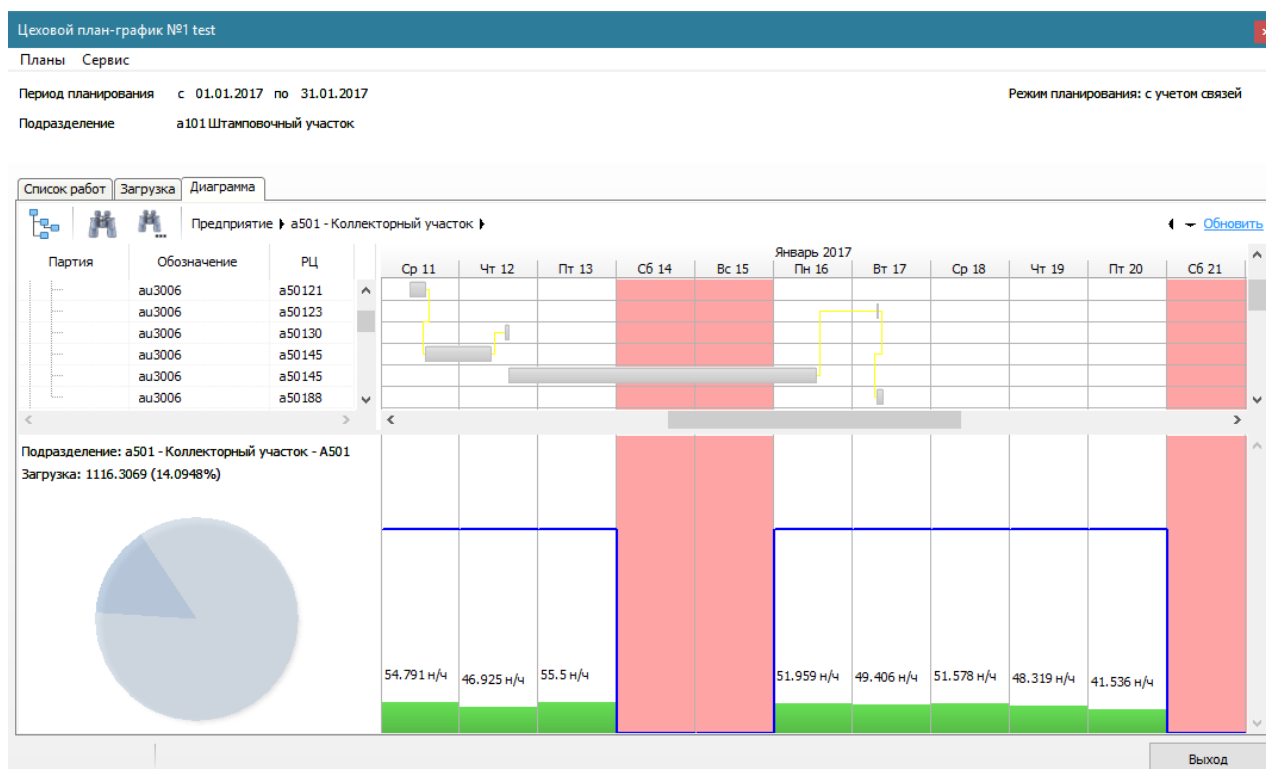 Цеховой план-график №1 test
Планы Сервис
Период планирования с 01.01.2017 по 31.01.2017 Режим планирования: с учетом связей
Подразделение а101 Штамповочный участок
Список работ Загрузка Диаграмма
Предприятие а501 - Коллекторный участок Обновить
Партия Обозначение РЦ
Январь 2017
Ср 11 Чт 12 Пт 13 Сб 14 Вс 15 Пн 16 Вт 17 Ср 18 Чт 19 Пт 20 Сб 21
au3006 a50121
au3006 a50123
au3006 a50130
au3006 a50145
au3006 a50145
au3006 a50188
Подразделение: а501 - Коллекторный участок - А501
Загрузка: 1116.3069 (14.0948%)
54.791 н/ч 46.925 н/ч 55.5 н/ч 51.959 н/ч 49.406 н/ч 51.578 н/ч 48.319 н/ч 41.536 н/ч
Выход